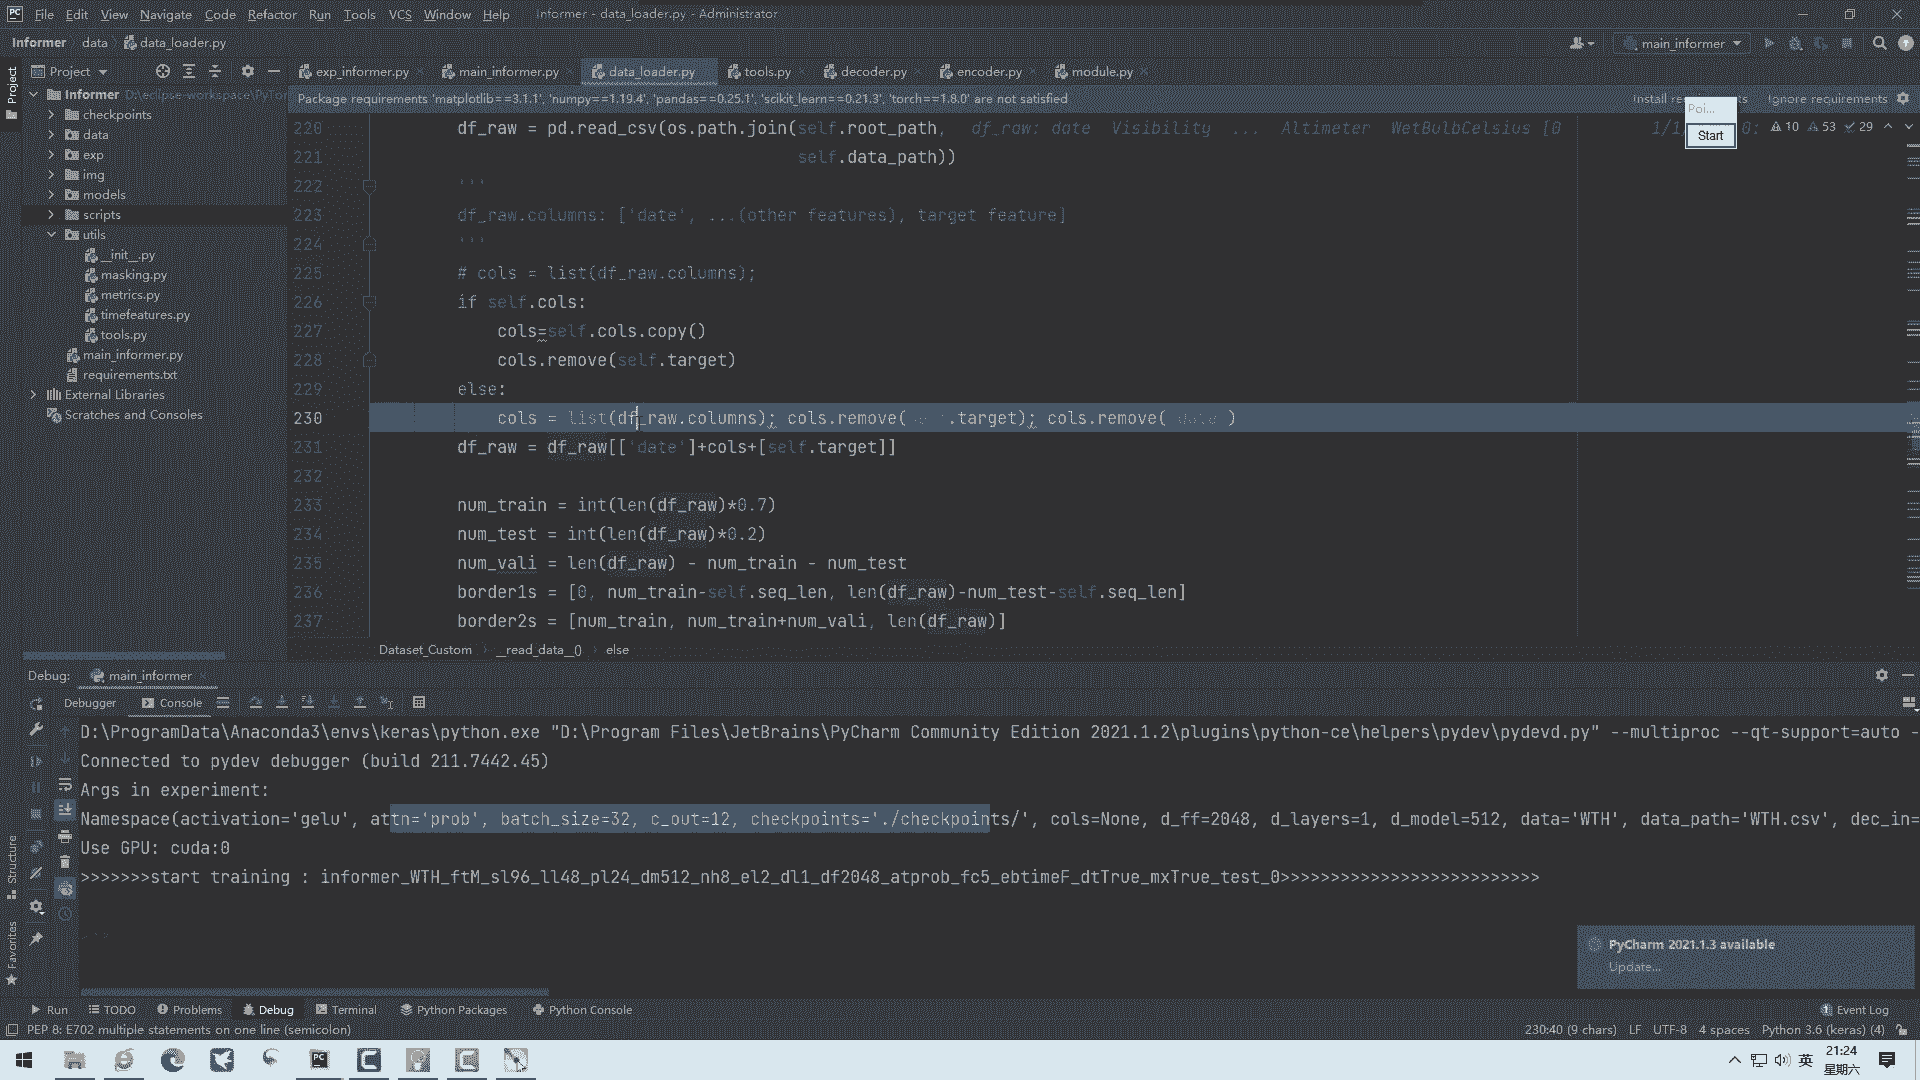 File Edit View Navigate Code Refactor Run Tools VCS Window Help Informer - data_loader.py - Administrator
Informer data data_loader.py main_informer
Project exp_informer.py main_informer.py data_loader.py tools.py decoder.py encoder.py module.py
Package requirements 'matplotlib==3.1.1', 'numpy==1.19.4', 'pandas==0.25.1', 'scikit_learn==0.21.3', 'torch==1.8.0' are not satisfied
Ignore requirements
Poi...
Start
10 53 29
Project
Informer
checkpoints
data
exp
img
models
scripts
utils
__init__.py
masking.py
metrics.py
timefeatures.py
tools.py
main_informer.py
requirements.txt
External Libraries
Scratches and Consoles
220 df_raw = pd.read_csv(os.path.join(self.root_path, df_raw: date Visibility ... Altimeter WetBulbCelsius [0
221 self.data_path))
222 '''
223 df_raw.columns: ['date', ...(other features), target feature]
224 '''
225 # cols = list(df_raw.columns);
226 if self.cols:
227 cols=self.cols.copy()
228 cols.remove(self.target)
229 else:
230 cols = list(df_raw.columns); cols.remove(self.target); cols.remove('date')
231 df_raw = df_raw[['date']+cols+[self.target]]
232
233 num_train = int(len(df_raw)*0.7)
234 num_test = int(len(df_raw)*0.2)
235 num_vali = len(df_raw) - num_train - num_test
236 border1s = [0, num_train-self.seq_len, len(df_raw)-num_test-self.seq_len]
237 border2s = [num_train, num_train+num_vali, len(df_raw)]
Dataset_Custom __read_data__() else
Debug: main_informer
Debugger Console
D:\ProgramData\Anaconda3\envs\keras\python.exe "D:\Program Files\JetBrains\PyCharm Community Edition 2021.1.2\plugins\python-ce\helpers\pydev\pydevd.py" --multiproc --qt-support=auto -
Connected to pydev debugger (build 211.7442.45)
Args in experiment:
Namespace(activation='gelu', attn='prob', batch_size=32, c_out=12, checkpoints='./checkpoints/', cols=None, d_ff=2048, d_layers=1, d_model=512, data='WTH', data_path='WTH.csv', dec_in=
Use GPU: cuda:0
>>>>>>>start training : informer_WTH_ftM_sl96_ll48_pl24_dm512_nh8_el2_dl1_df2048_atprob_fc5_ebtimeF_dtTrue_mxTrue_test_0>>>>>>>>>>>>>>>>>>>>>>>>>>
Structure
Favorites
PyCharm 2021.1.3 available
Update...
Run TODO Problems Debug Terminal Python Packages Python Console Event Log
PEP 8: E702 multiple statements on one line (semicolon) 230:40 (9 chars) LF UTF-8 4 spaces Python 3.6 (keras) (4)
英 21:24
星期六